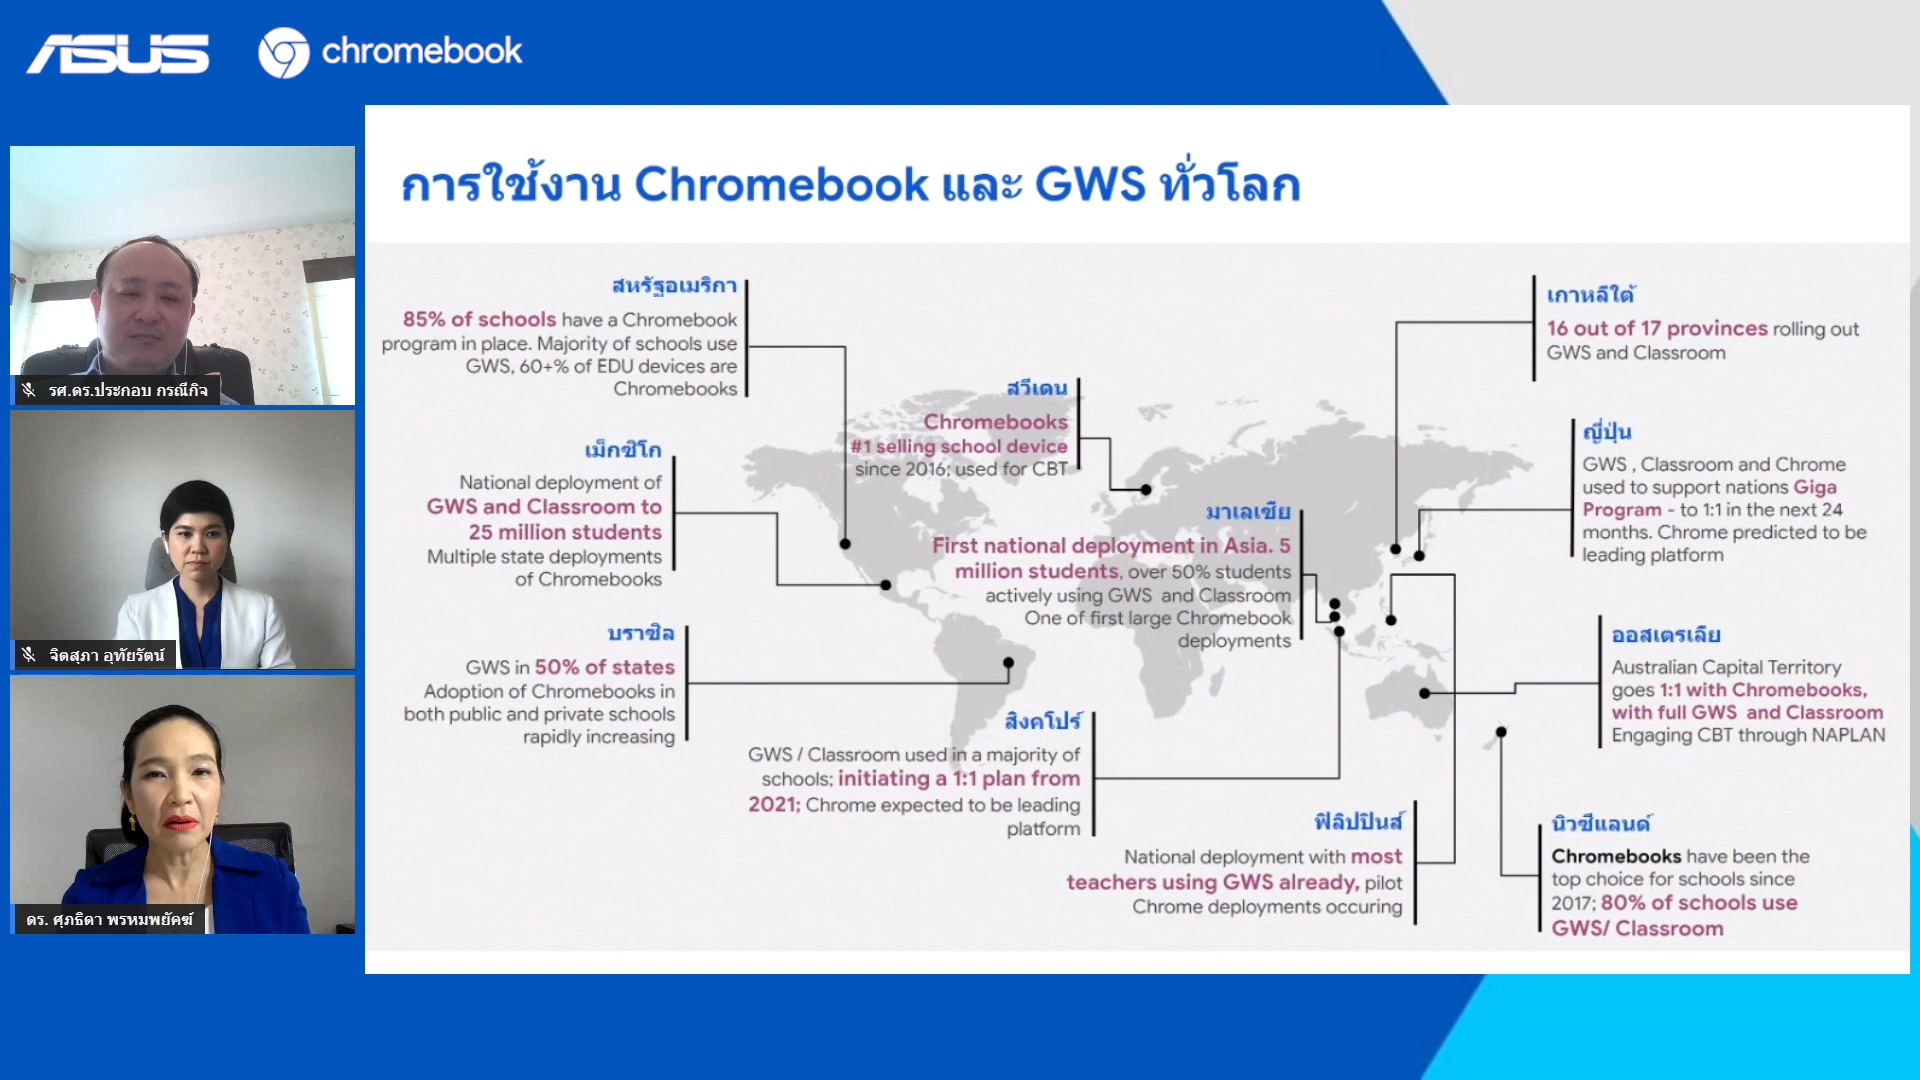 ASUS chromebook
การใช้งาน Chromebook และ GWS ทั่วโลก
รศ.ดร.ประกอบ กรณีกิจ
จิตสุภา อุทัยรัตน์
ดร. ศุภธิดา พรหมพยัคฆ์
สหรัฐอเมริกา
85% of schools have a Chromebook
program in place. Majority of schools use
GWS, 60+% of EDU devices are
Chromebooks
เม็กซิโก
National deployment of
GWS and Classroom to
25 million students
Multiple state deployments
of Chromebooks
บราซิล
GWS in 50% of states
Adoption of Chromebooks in
both public and private schools
rapidly increasing
สวีเดน
Chromebooks
#1 selling school device
since 2016; used for CBT
มาเลเซีย
First national deployment in Asia. 5
million students, over 50% students
actively using GWS and Classroom
One of first large Chromebook
deployments
สิงคโปร์
GWS / Classroom used in a majority of
schools; initiating a 1:1 plan from
2021; Chrome expected to be leading
platform
ฟิลิปปินส์
National deployment with most
teachers using GWS already, pilot
Chrome deployments occuring
เกาหลีใต้
16 out of 17 provinces rolling out
GWS and Classroom
ญี่ปุ่น
GWS , Classroom and Chrome
used to support nations Giga
Program - to 1:1 in the next 24
months. Chrome predicted to be
leading platform
ออสเตรเลีย
Australian Capital Territory
goes 1:1 with Chromebooks,
with full GWS and Classroom
Engaging CBT through NAPLAN
นิวซีแลนด์
Chromebooks have been the
top choice for schools since
2017; 80% of schools use
GWS/ Classroom